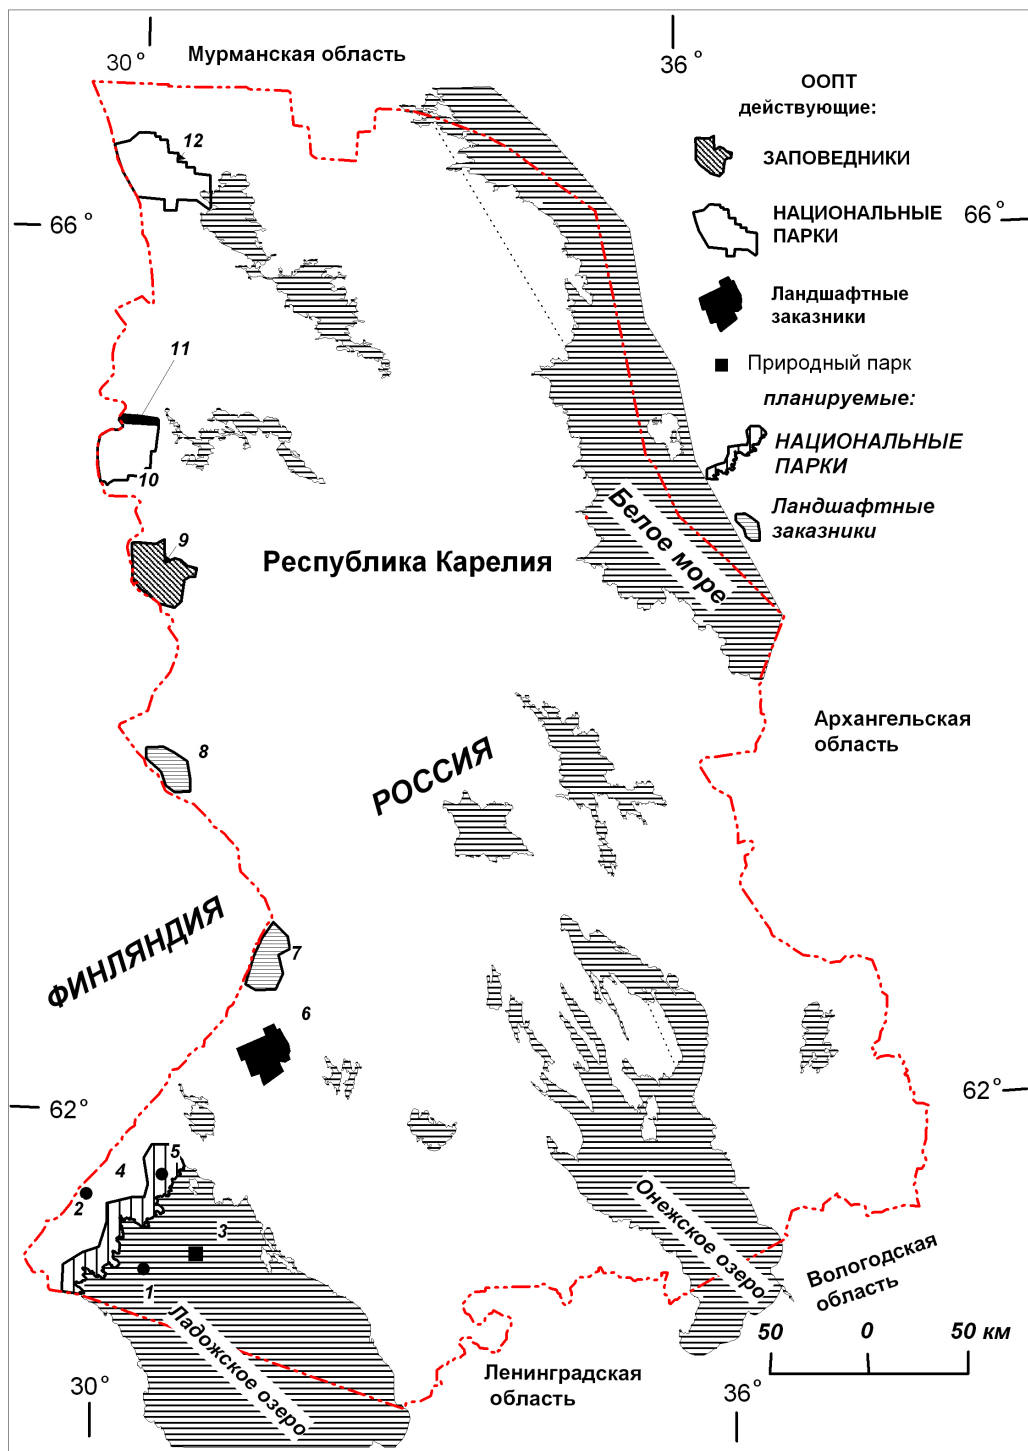 30°
Мурманская область
36°
ООПТ
действующие:
12
ЗАПОВЕДНИКИ
66°
НАЦИОНАЛЬНЫЕ
ПАРКИ
66°
Ландшафтные
заказники
11
Природный парк
планируемые:
НАЦИОНАЛЬНЫЕ
ПАРКИ
10
Ландшафтные
заказники
Белое море
9
Республика Карелия
Архангельская
область
8
РОССИЯ
ФИНЛЯНДИЯ
7
6
62°
62°
5
4
2
3
1
Онежское озеро
Вологодская
область
Ладожское озеро
50
0
50 км
Ленинградская
область
30°
36°